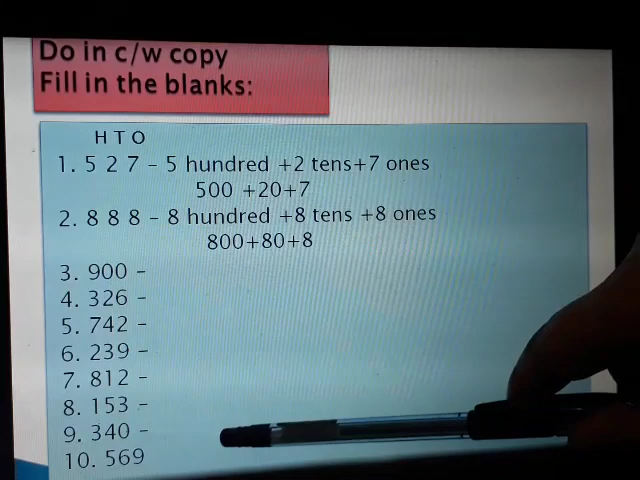 Do in c/w copy
Fill in the blanks:
H T O
1. 5 2 7 – 5 hundred +2 tens+7 ones
500 +20+7
2. 8 8 8 – 8 hundred +8 tens +8 ones
800+80+8
3. 900 –
4. 326 –
5. 742 –
6. 239 –
7. 812 –
8. 153 –
9. 340 –
10. 569